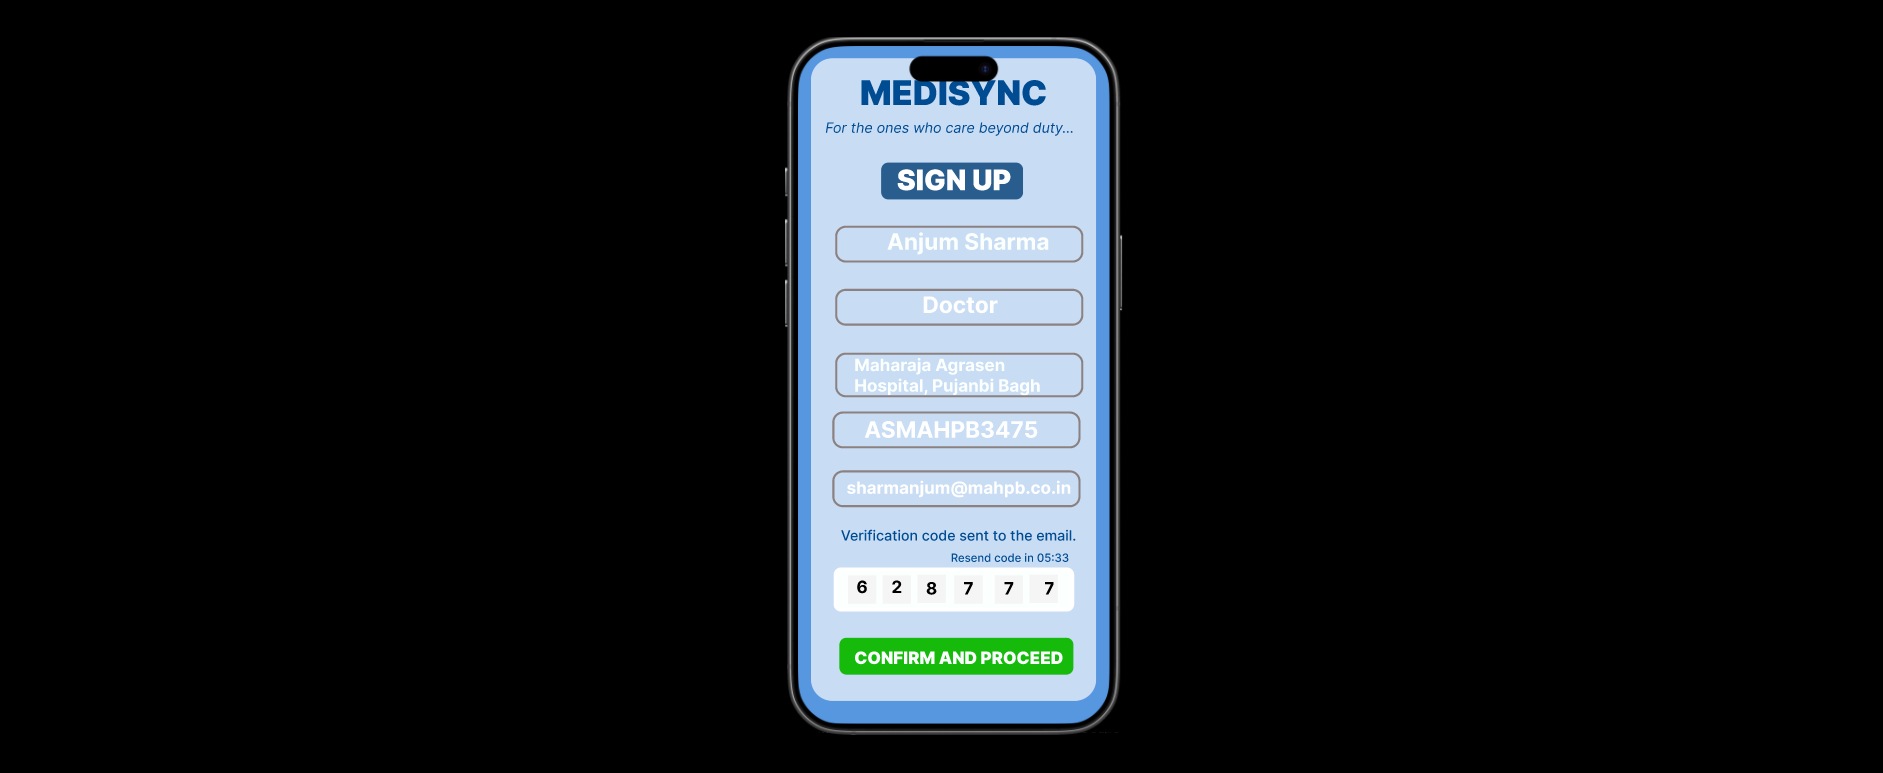 MEDISYNC
For the ones who care beyond duty...
SIGN UP
Anjum Sharma
Doctor
Maharaja Agrasen
Hospital, Pujanbi Bagh
ASMAHPB3475
sharmanjum@mahpb.co.in
Verification code sent to the email.
Resend code in 05:33
6 2 8 7 7 7
CONFIRM AND PROCEED